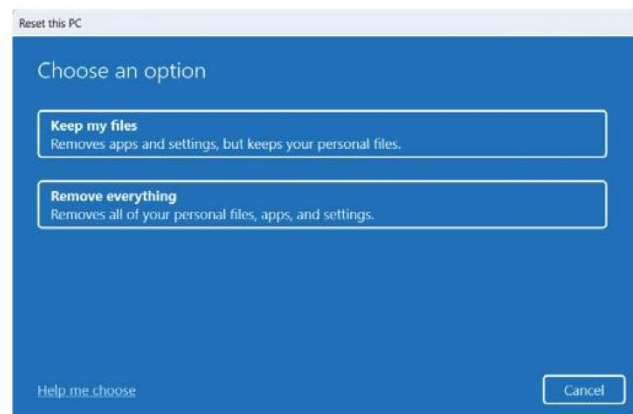 Reset this PC
Choose an option
Keep my files
Removes apps and settings, but keeps your personal files.
Remove everything
Removes all of your personal files, apps, and settings.
Help me choose
Cancel